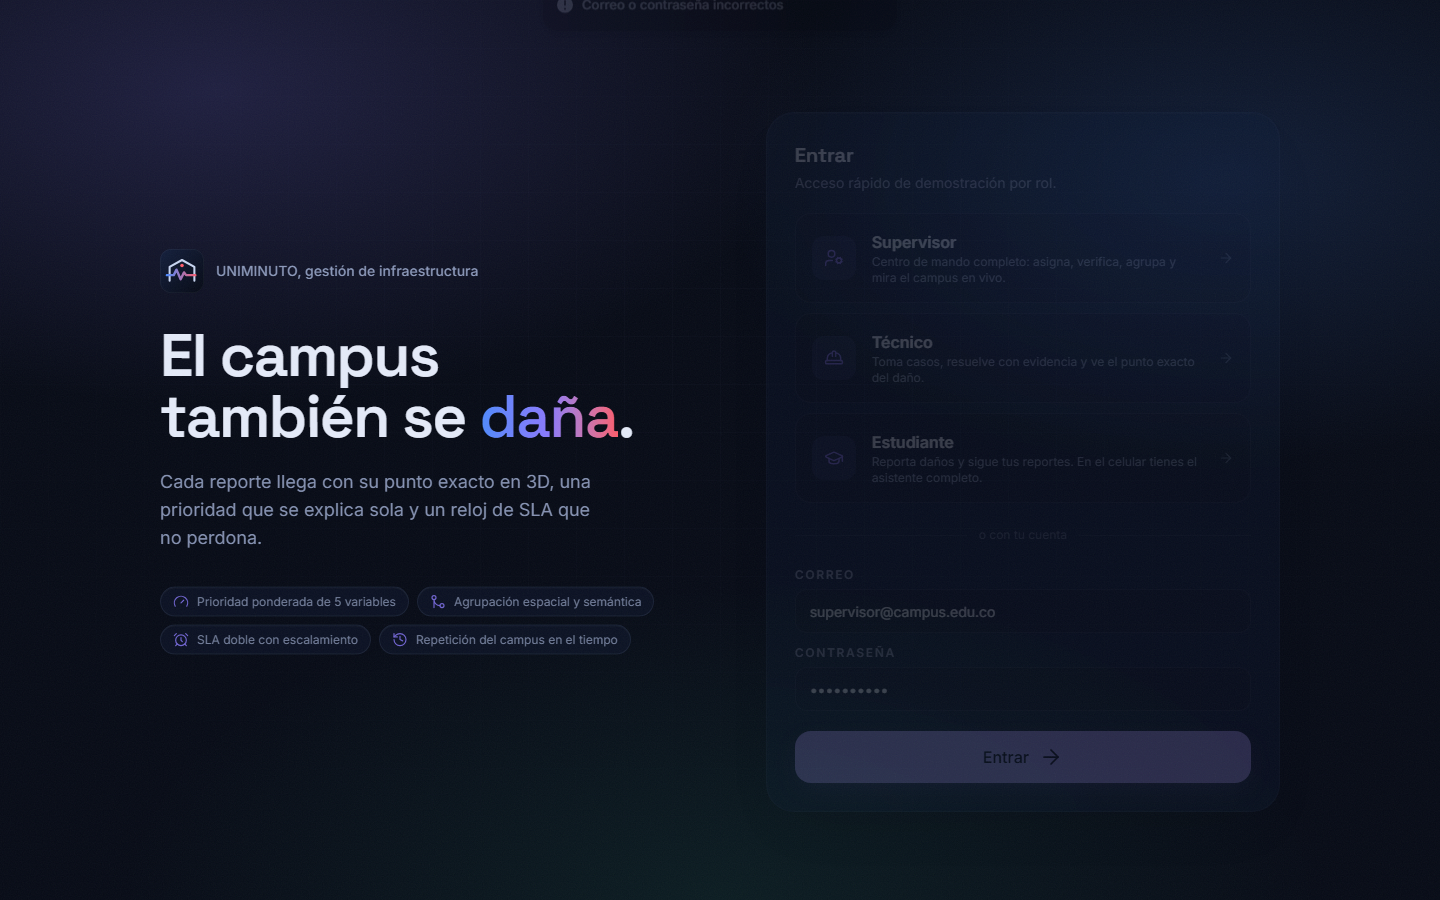 Correo o contraseña incorrectos
UNIMINUTO, gestión de infraestructura
El campus
también se daña.
Cada reporte llega con su punto exacto en 3D, una
prioridad que se explica sola y un reloj de SLA que
no perdona.
Prioridad ponderada de 5 variables
Agrupación espacial y semántica
SLA doble con escalamiento
Repetición del campus en el tiempo
Entrar
Acceso rápido de demostración por rol.
Supervisor
Centro de mando completo: asigna, verifica, agrupa y
mira el campus en vivo.
Técnico
Toma casos, resuelve con evidencia y ve el punto exacto
del daño.
Estudiante
Reporta daños y sigue tus reportes. En el celular tienes el
asistente completo.
o con tu cuenta
CORREO
supervisor@campus.edu.co
CONTRASEÑA
••••••••••
Entrar